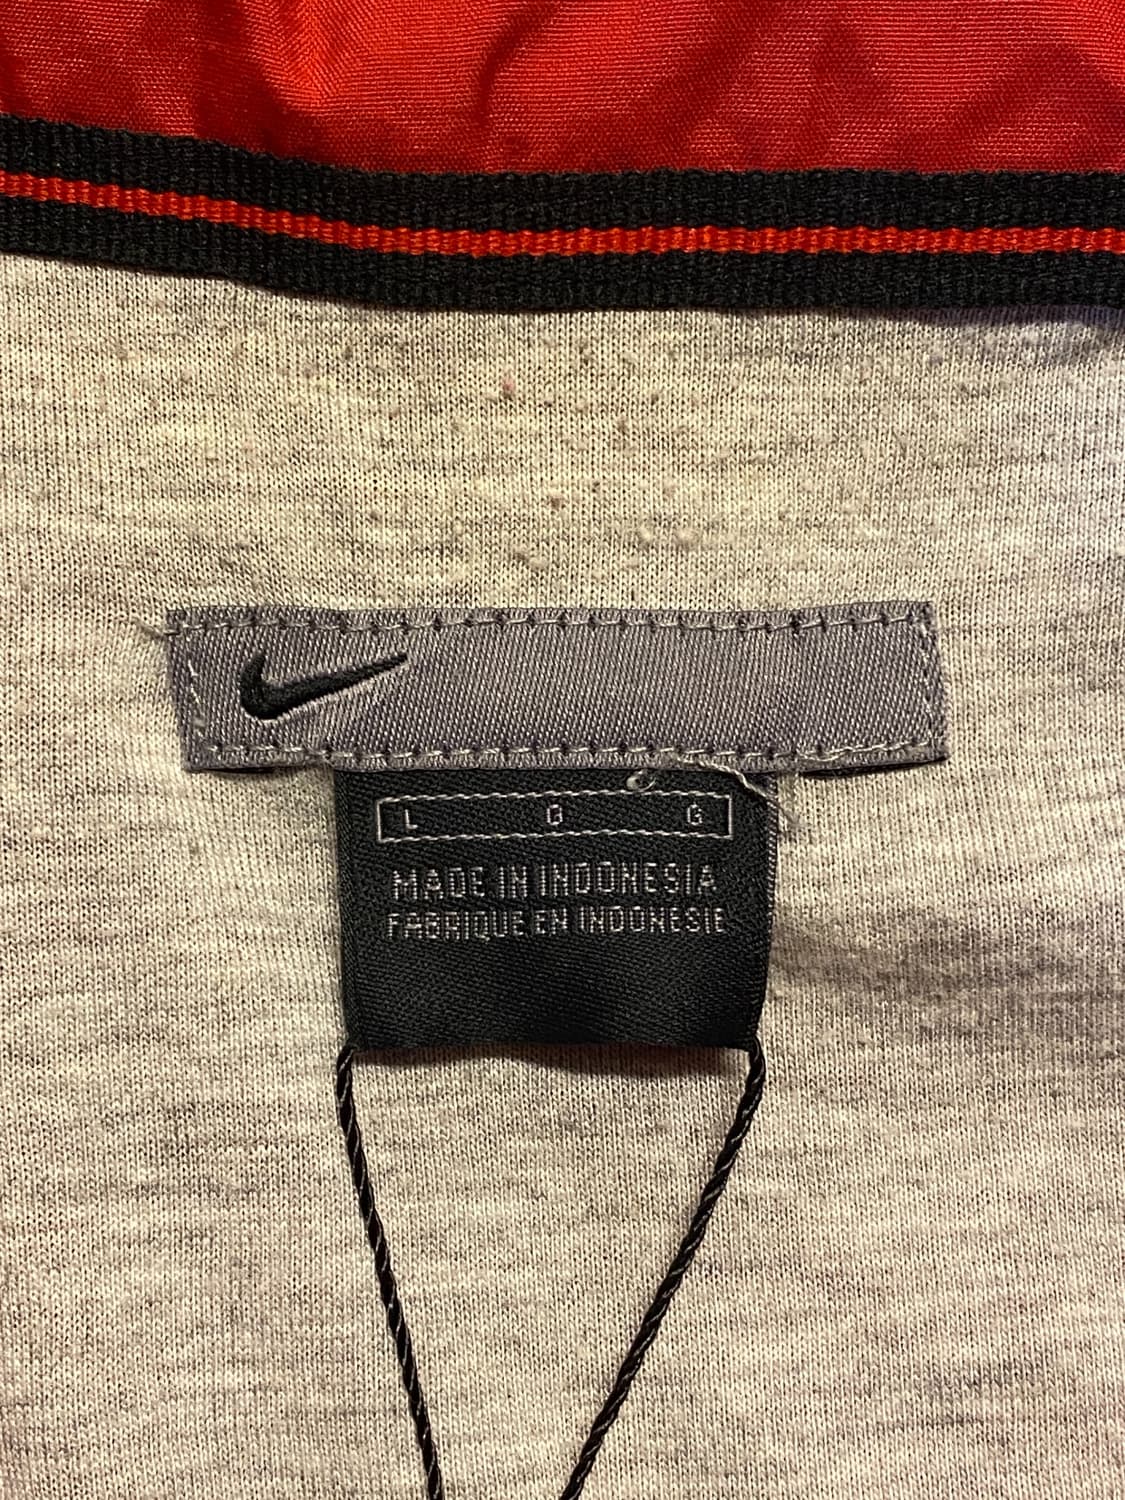 L G G
MADE IN INDONESIA
FABRIQUE EN INDONESIE